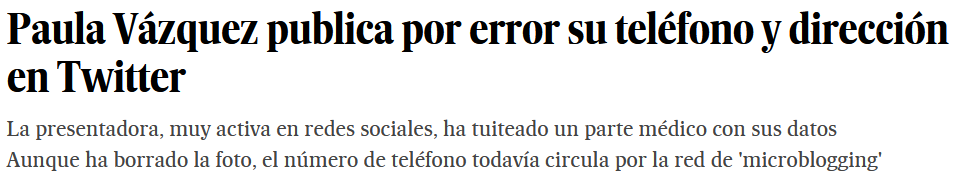 Paula Vázquez publica por error su teléfono y dirección
en Twitter
La presentadora, muy activa en redes sociales, ha tuiteado un parte médico con sus datos
Aunque ha borrado la foto, el número de teléfono todavía circula por la red de 'microblogging'